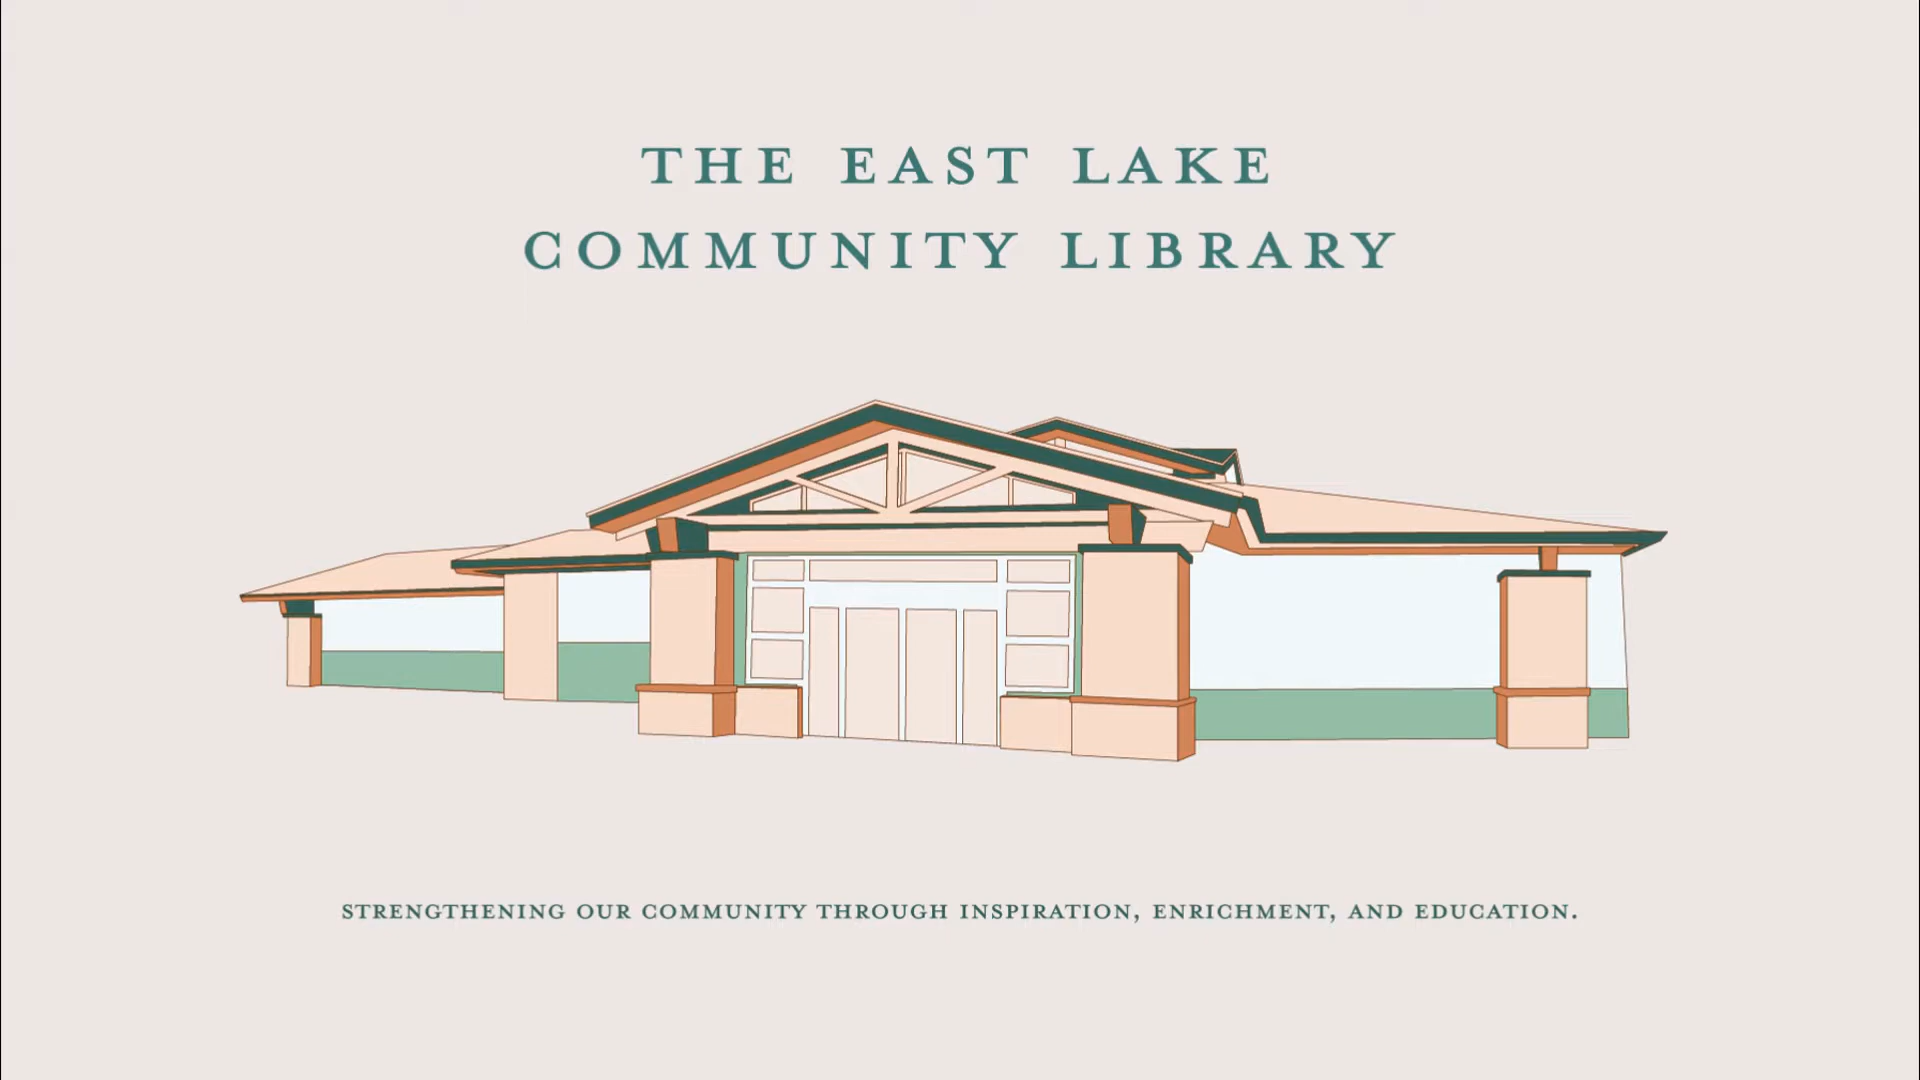 THE EAST LAKE
COMMUNITY LIBRARY
STRENGTHENING OUR COMMUNITY THROUGH INSPIRATION, ENRICHMENT, AND EDUCATION.